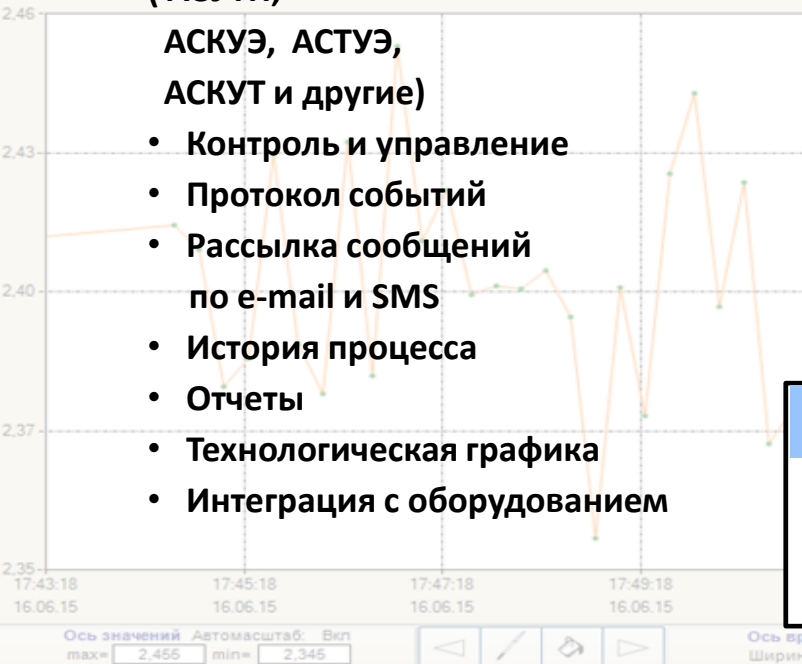 АСКУЭ, АСТУЭ,
АСКУТ и другие)
• Контроль и управление
• Протокол событий
• Рассылка сообщений
по e-mail и SMS
• История процесса
• Отчеты
• Технологическая графика
• Интеграция с оборудованием
2,46
2,43
2,40
2,37
2,35
17:43:18 17:45:18 17:47:18 17:49:18
16.06.15 16.06.15 16.06.15 16.06.15
Ось значений Автомасштаб: Вкл
max= 2,455 min= 2,345
Ось